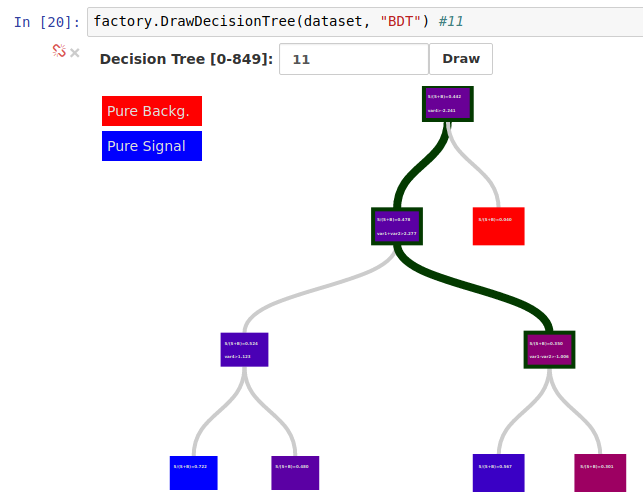 In [20]: factory.DrawDecisionTree(dataset, "BDT") #11
Decision Tree [0-849]: 11 Draw
Pure Backg.
Pure Signal
S/(S+B)=0.442
var4>-2.241
S/(S+B)=0.478
var1+var2>2.277
S/(S+B)=0.040
S/(S+B)=0.524
var4>1.123
S/(S+B)=0.350
var1-var2>-1.006
S/(S+B)=0.722
S/(S+B)=0.480
S/(S+B)=0.567
S/(S+B)=0.301